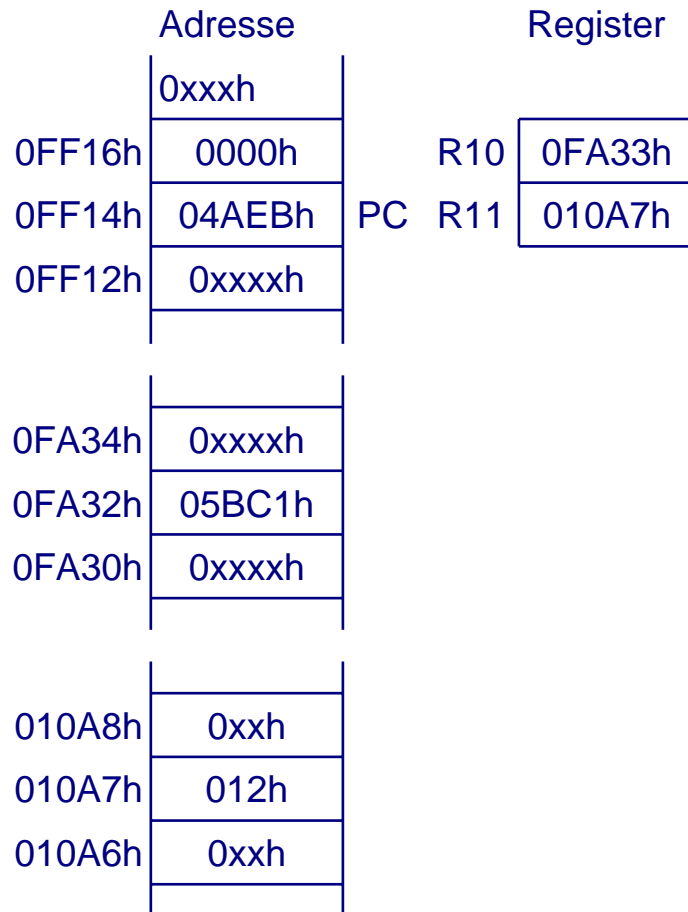 Adresse Register
0xxxh
0FF16h 0000h R10 0FA33h
0FF14h 04AEBh PC R11 010A7h
0FF12h 0xxxxh
0FA34h 0xxxxh
0FA32h 05BC1h
0FA30h 0xxxxh
010A8h 0xxh
010A7h 012h
010A6h 0xxh